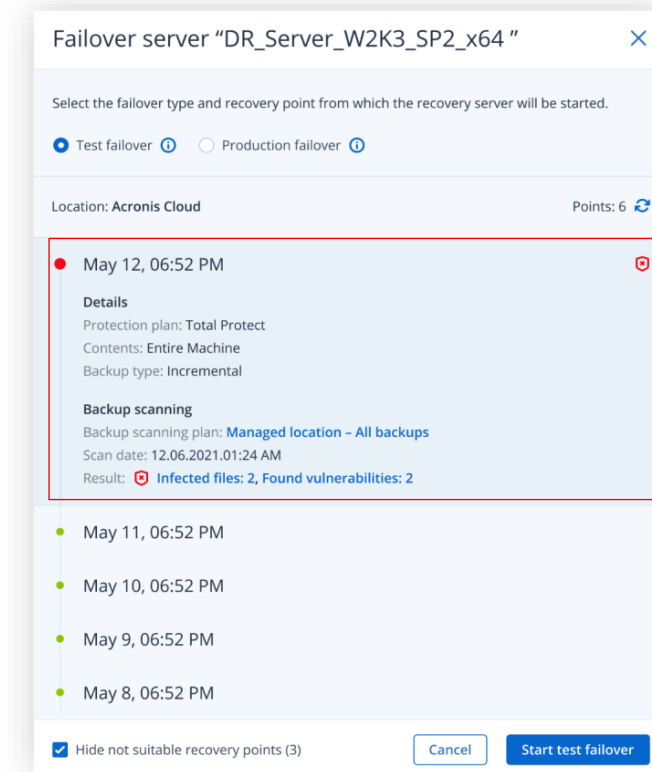 Failover server “DR_Server_W2K3_SP2_x64 ”
Select the failover type and recovery point from which the recovery server will be started.
Test failover Production failover
Location: Acronis Cloud Points: 6
May 12, 06:52 PM
Details
Protection plan: Total Protect
Contents: Entire Machine
Backup type: Incremental
Backup scanning
Backup scanning plan: Managed location – All backups
Scan date: 12.06.2021.01:24 AM
Result: Infected files: 2, Found vulnerabilities: 2
May 11, 06:52 PM
May 10, 06:52 PM
May 9, 06:52 PM
May 8, 06:52 PM
Hide not suitable recovery points (3) Cancel Start test failover